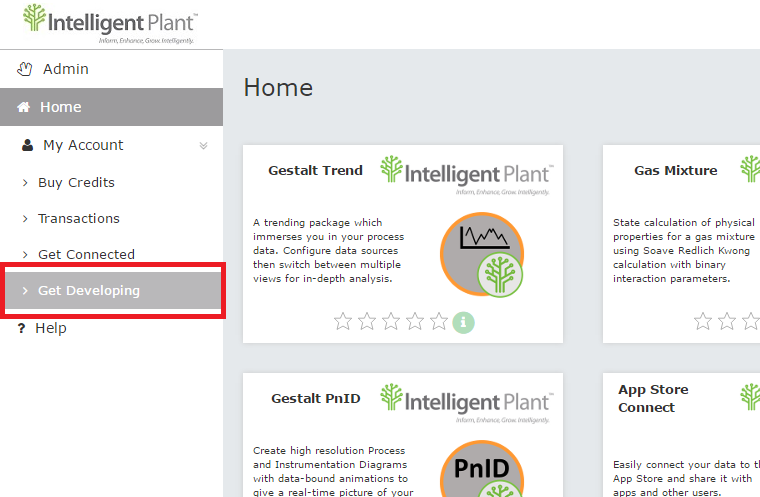 Intelligent Plant™
Inform, Enhance, Grow. Intelligently.
Admin
Home
My Account
Buy Credits
Transactions
Get Connected
Get Developing
Help
Home
Gestalt Trend
Intelligent Plant™
Inform, Enhance, Grow. Intelligently.
A trending package which
immerses you in your process
data. Configure data sources
then switch between multiple
views for in-depth analysis.
Gas Mixture
State calculation of physical
properties for a gas mixture
using Soave Redlich Kwong
calculation with binary
interaction parameters.
Gestalt PnID
Intelligent Plant™
Inform, Enhance, Grow. Intelligently.
Create high resolution Process
and Instrumentation Diagrams
with data-bound animations to
give a real-time picture of your
PnID
App Store
Connect
Easily connect your data to th
App Store and share it with
apps and other users.